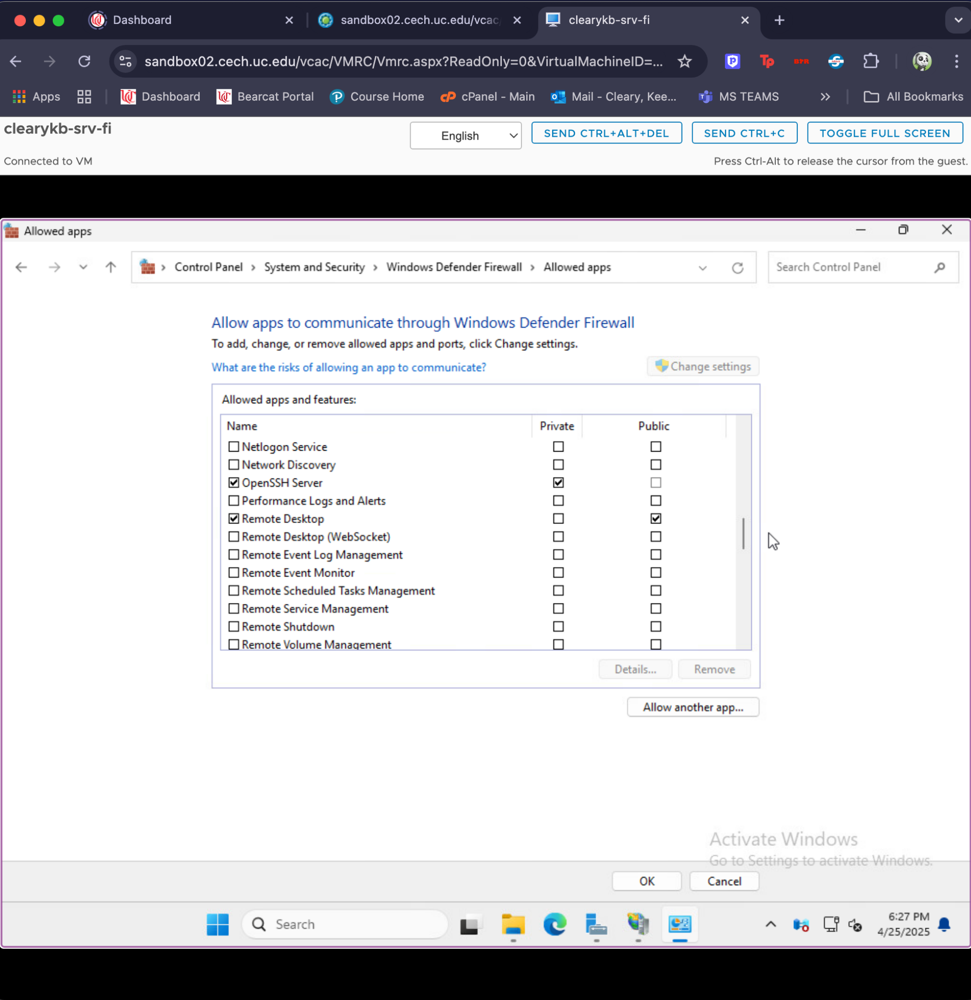 Dashboard
sandbox02.cech.uc.edu/vcac/
clearykb-srv-fi
sandbox02.cech.uc.edu/vcac/VMRC/Vmrc.aspx?ReadOnly=0&VirtualMachineID=...
Tp
BTR
Apps
Dashboard
Bearcat Portal
Course Home
cPanel - Main
Mail - Cleary, Kee...
MS TEAMS
All Bookmarks
clearykb-srv-fi
English
SEND CTRL+ALT+DEL
SEND CTRL+C
TOGGLE FULL SCREEN
Connected to VM
Press Ctrl-Alt to release the cursor from the guest.
Allowed apps
Control Panel > System and Security > Windows Defender Firewall > Allowed apps
Search Control Panel
Allow apps to communicate through Windows Defender Firewall
To add, change, or remove allowed apps and ports, click Change settings.
What are the risks of allowing an app to communicate?
Change settings
Allowed apps and features:
Name Private Public
Netlogon Service
Network Discovery
OpenSSH Server
Performance Logs and Alerts
Remote Desktop
Remote Desktop (WebSocket)
Remote Event Log Management
Remote Event Monitor
Remote Scheduled Tasks Management
Remote Service Management
Remote Shutdown
Remote Volume Management
Details...
Remove
Allow another app...
Activate Windows
Go to Settings to activate Windows.
OK
Cancel
Search
6:27 PM
4/25/2025